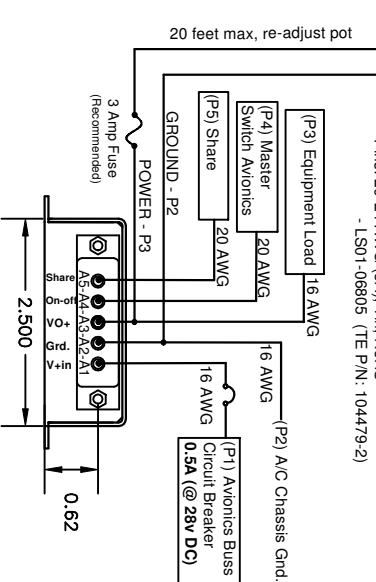 20 feet max, re-adjust pot
- LS01-06805 (TE P/N: 104479-2)
(P3) Equipment Load
16 AWG
(P4) Master
Switch Avionics
20 AWG
(P5) Share
20 AWG
GROUND - P2
POWER - P3
3 Amp Fuse
(Recommended)
Share
On-off
VO+
Grd.
V+in
A5-A4-A3-A2-A1
16 AWG
(P2) A/C Chassis Gnd.
16 AWG
(P1) Avionics Buss
Circuit Breaker
0.5A (@ 28v DC)
2.500
0.62